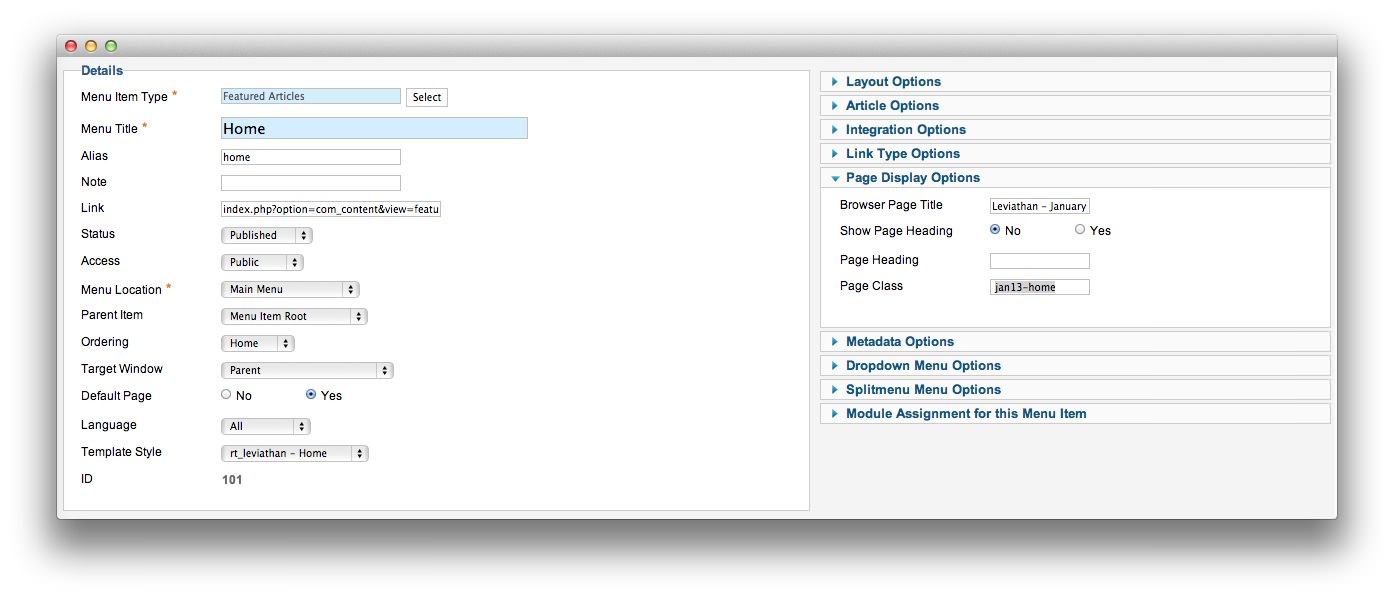 Details
Menu Item Type * Featured Articles Select
Menu Title * Home
Alias home
Note
Link index.php?option=com_content&view=featu
Status Published
Access Public
Menu Location * Main Menu
Parent Item Menu Item Root
Ordering Home
Target Window Parent
Default Page No Yes
Language All
Template Style rt_leviathan - Home
ID 101
Layout Options
Article Options
Integration Options
Link Type Options
Page Display Options
Browser Page Title Leviathan - January
Show Page Heading No Yes
Page Heading
Page Class jan13-home
Metadata Options
Dropdown Menu Options
Splitmenu Menu Options
Module Assignment for this Menu Item